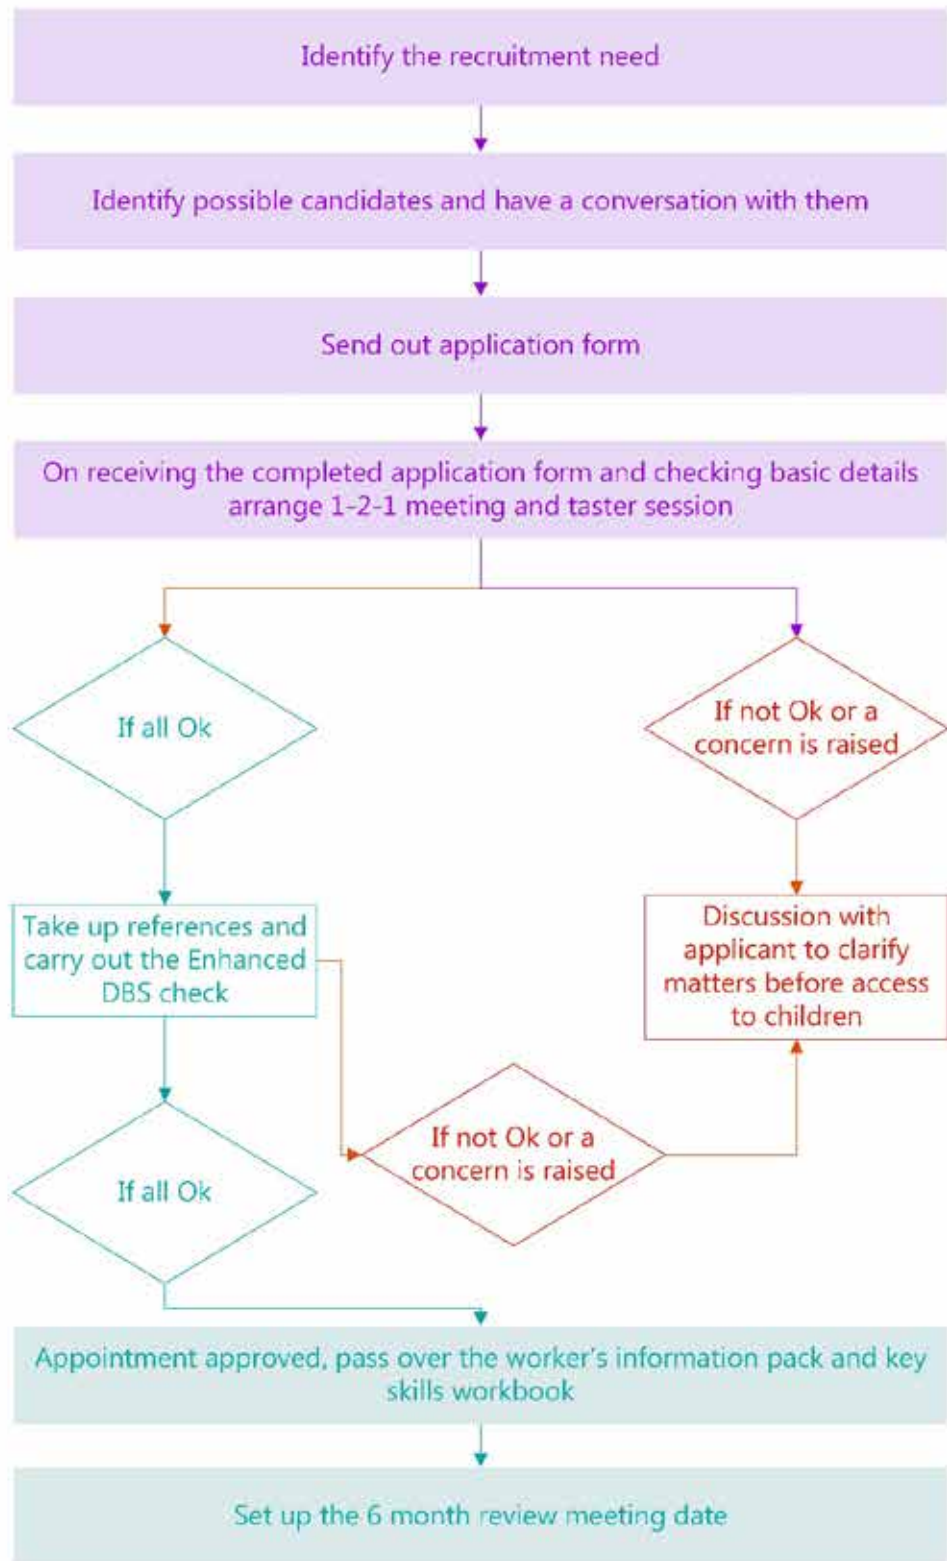 Identify the recruitment need
Identify possible candidates and have a conversation with them
Send out application form
On receiving the completed application form and checking basic details
arrange 1-2-1 meeting and taster session
If all Ok
If not Ok or a
concern is raised
Take up references and
carry out the Enhanced
DBS check
Discussion with
applicant to clarify
matters before access
to children
If all Ok
If not Ok or a
concern is raised
Appointment approved, pass over the worker's information pack and key
skills workbook
Set up the 6 month review meeting date